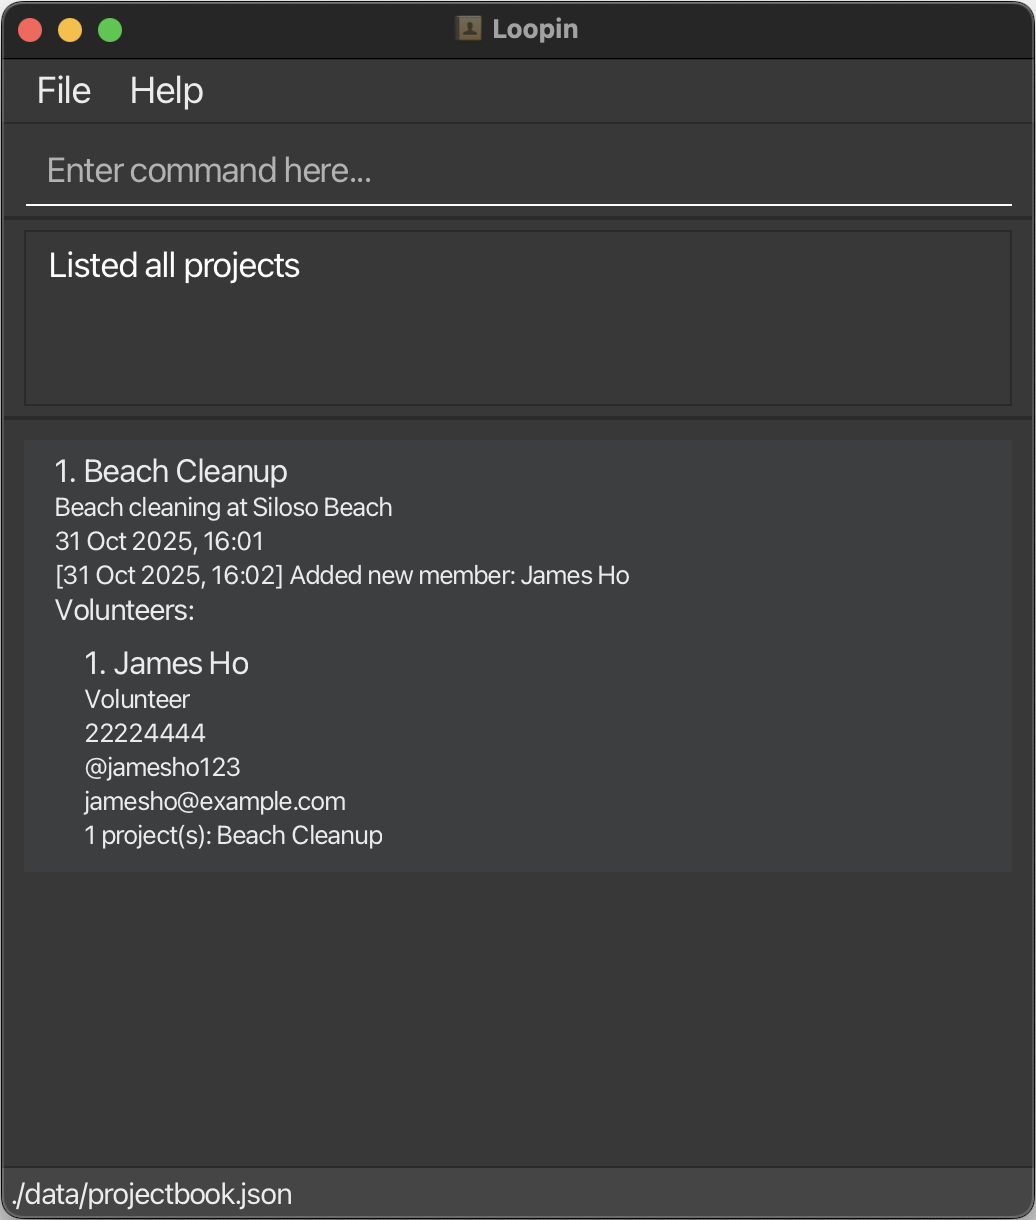 Loopin
File Help
Enter command here...
Listed all projects
1. Beach Cleanup
Beach cleaning at Siloso Beach
31 Oct 2025, 16:01
[31 Oct 2025, 16:02] Added new member: James Ho
Volunteers:
1. James Ho
Volunteer
22224444
@jamesho123
jamesho@example.com
1 project(s): Beach Cleanup
./data/projectbook.json